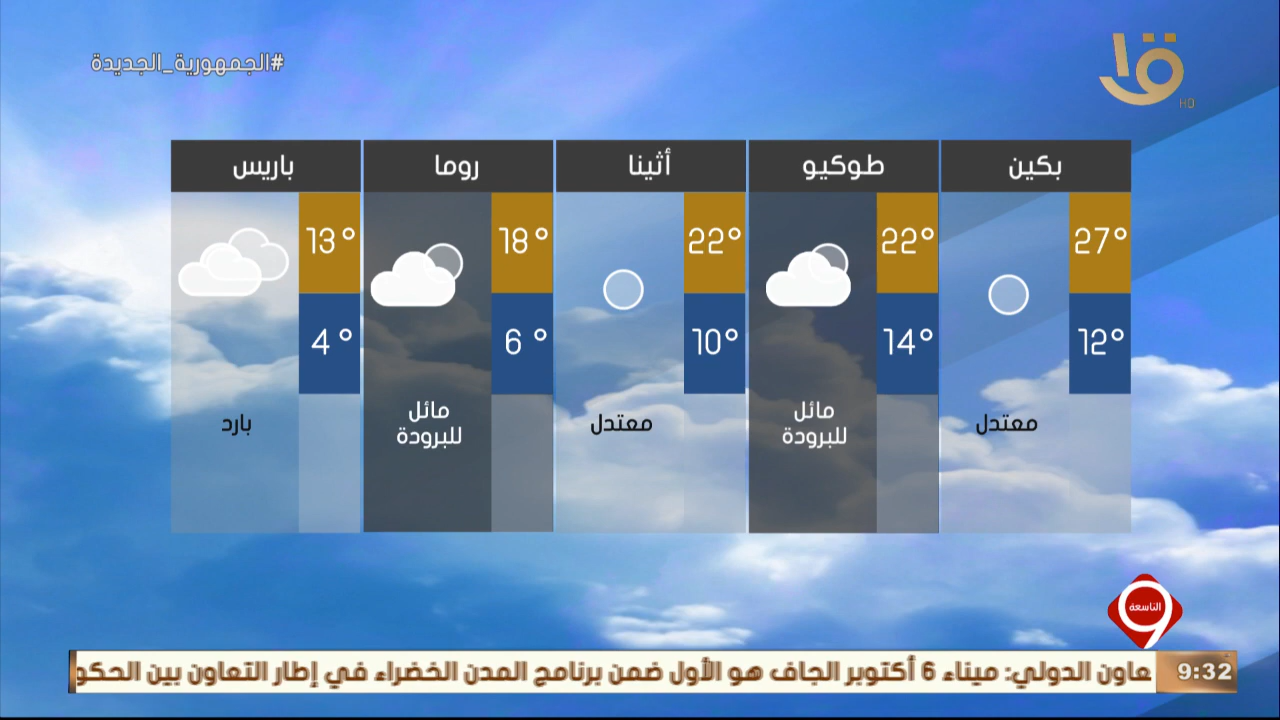 #الجمهورية_الجديدة
HD
بكين
طوكيو
أثينا
روما
باريس
27°
22°
22°
18°
13°
12°
14°
10°
6°
4°
معتدل
مائل
للبرودة
معتدل
مائل
للبرودة
بارد
التاسعة
9
9:32
عاون الدولي: ميناء 6 أكتوبر الجاف هو الأول ضمن برنامج المدن الخضراء في إطار التعاون بين الحكو